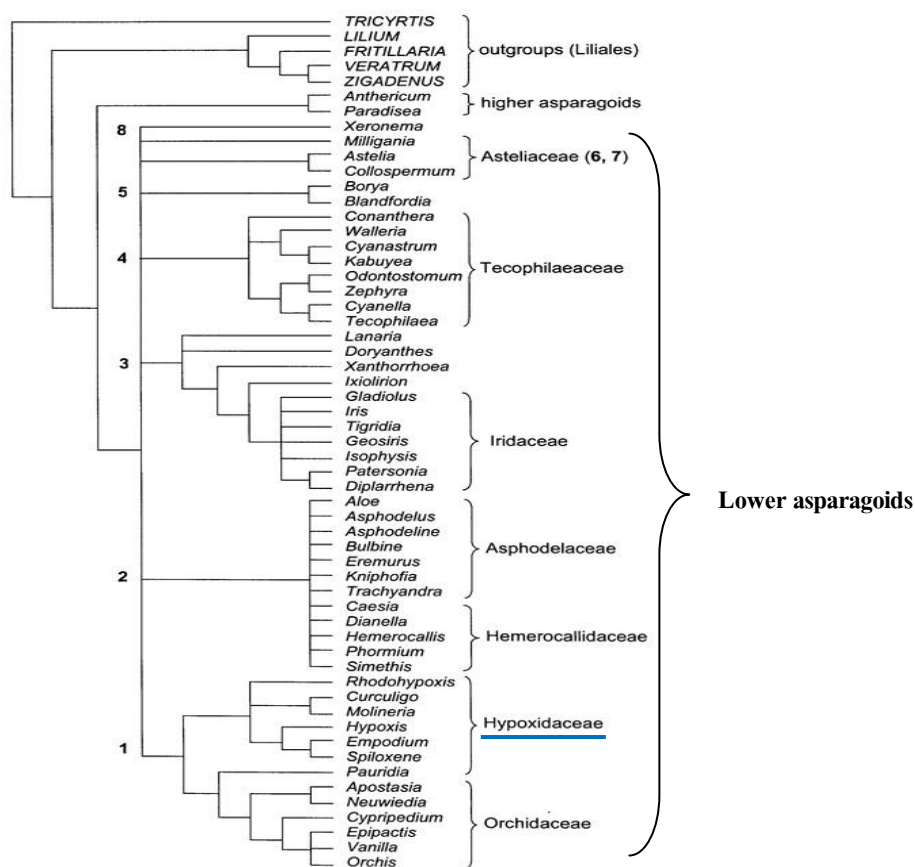 TRICYRTIS
LILIUM
FRITILLARIA
VERATRUM
ZIGADENUS
outgroups (Liliales)
Anthericum
Paradisea
higher asparagoids
8
Xeronema
Milligania
Astelia
Collospermum
Asteliaceae (6, 7)
5
Borya
Blandfordia
4
Conanthera
Walleria
Cyanastrum
Kabuyea
Odontostomum
Zephyra
Cyanella
Tecophilaea
Tecophilaeaceae
3
Lanaria
Doryanthes
Xanthorrhoea
Ixiolirion
Gladiolus
Iris
Tigridia
Geosiris
Isophysis
Patersonia
Diplarrhena
Iridaceae
Lower asparagoids
2
Aloe
Asphodelus
Asphodeline
Bulbine
Eremurus
Kniphofia
Trachyandra
Asphodelaceae
Caesia
Dianella
Hemerocallis
Phormium
Simethis
Hemerocallidaceae
1
Rhodohypoxis
Curculigo
Molineria
Hypoxis
Empodium
Spiloxene
Pauridia
Hypoxidaceae
Apostasia
Neuwiedia
Cypripedium
Epipactis
Vanilla
Orchis
Orchidaceae